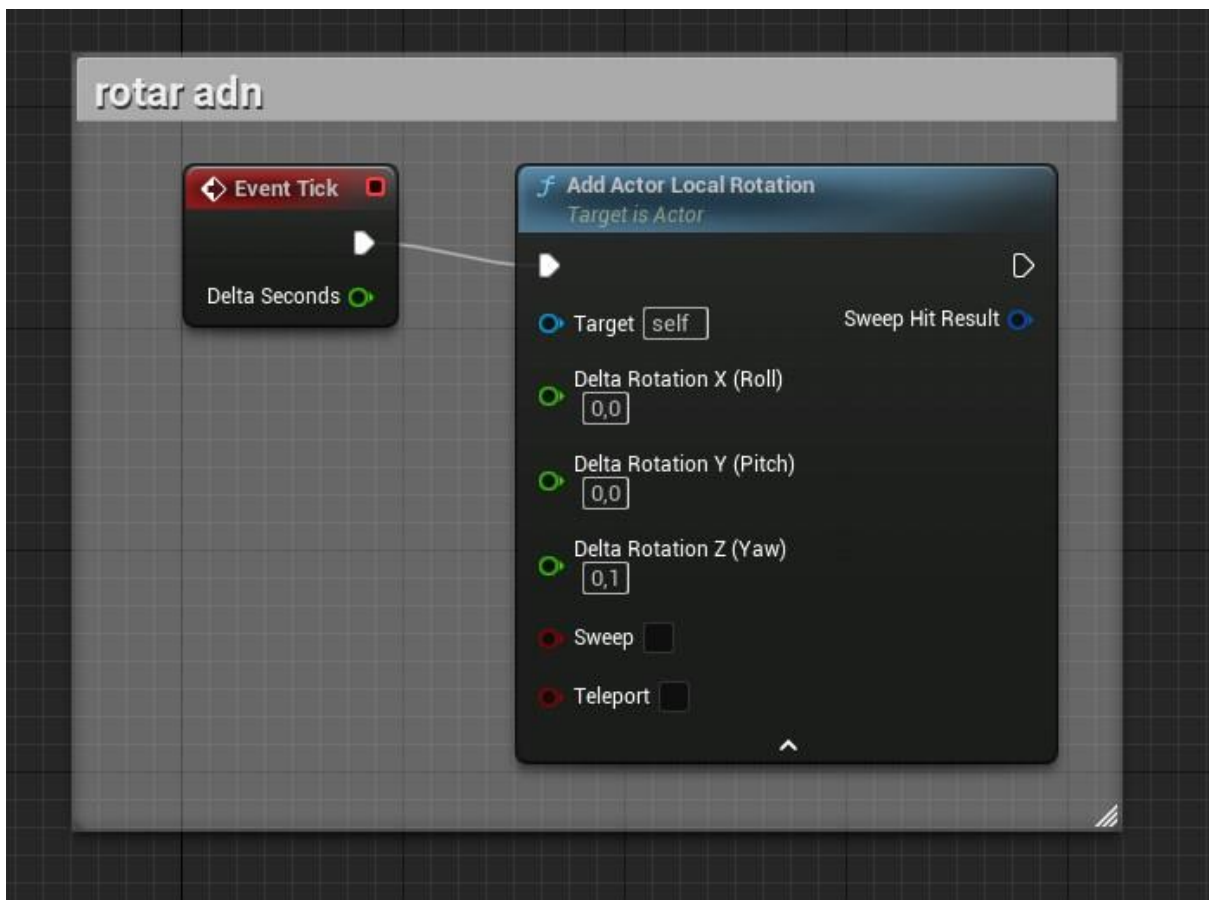 rotar adn
Event Tick
Delta Seconds
f Add Actor Local Rotation
Target is Actor
Target self
Sweep Hit Result
Delta Rotation X (Roll)
0,0
Delta Rotation Y (Pitch)
0,0
Delta Rotation Z (Yaw)
0,1
Sweep
Teleport